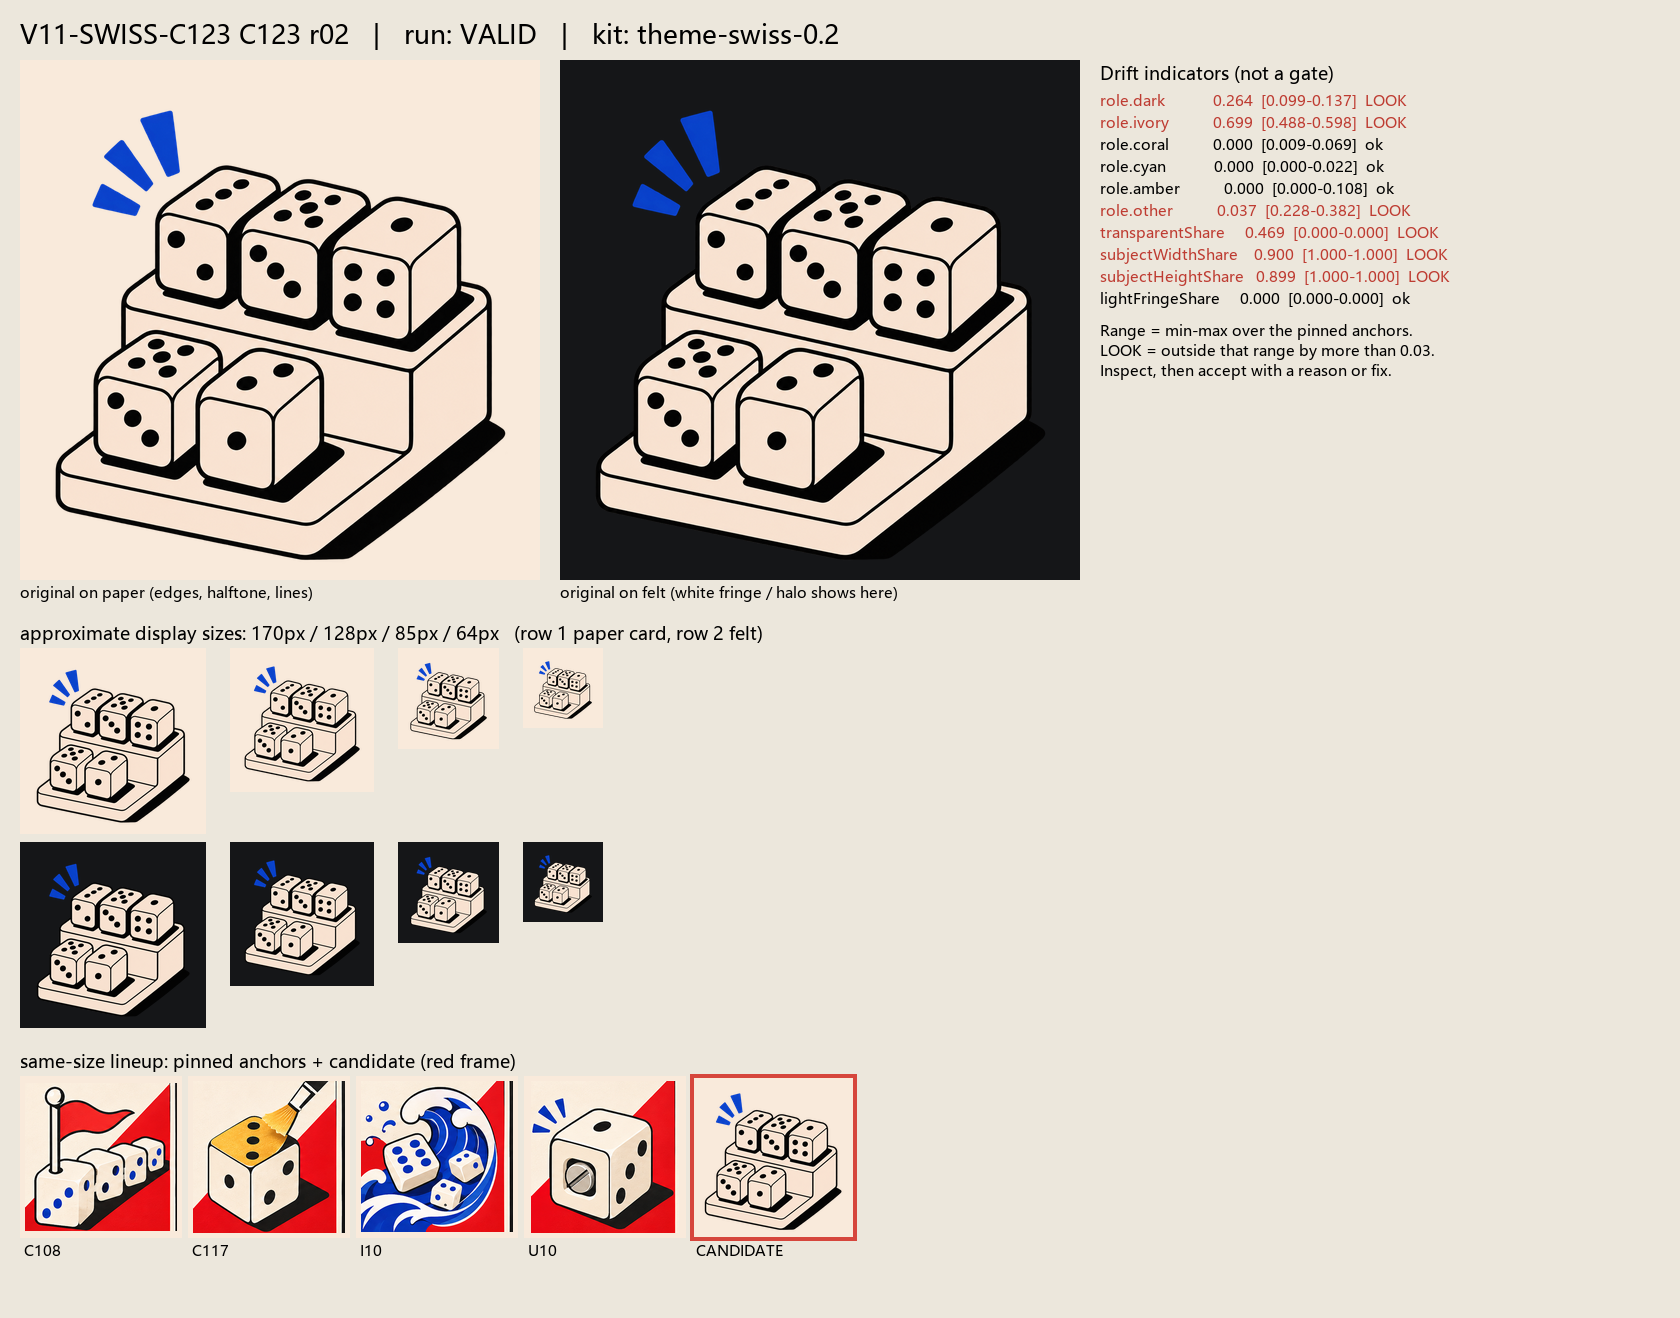 V11-SWISS-C123 C123 r02 | run: VALID | kit: theme-swiss-0.2
Drift indicators (not a gate)
role.dark 0.264 [0.099-0.137] LOOK
role.ivory 0.699 [0.488-0.598] LOOK
role.coral 0.000 [0.009-0.069] ok
role.cyan 0.000 [0.000-0.022] ok
role.amber 0.000 [0.000-0.108] ok
role.other 0.037 [0.228-0.382] LOOK
transparentShare 0.469 [0.000-0.000] LOOK
subjectWidthShare 0.900 [1.000-1.000] LOOK
subjectHeightShare 0.899 [1.000-1.000] LOOK
lightFringeShare 0.000 [0.000-0.000] ok
Range = min-max over the pinned anchors.
LOOK = outside that range by more than 0.03.
Inspect, then accept with a reason or fix.
original on paper (edges, halftone, lines)
original on felt (white fringe / halo shows here)
approximate display sizes: 170px / 128px / 85px / 64px (row 1 paper card, row 2 felt)
same-size lineup: pinned anchors + candidate (red frame)
C108
C117
I10
U10
CANDIDATE